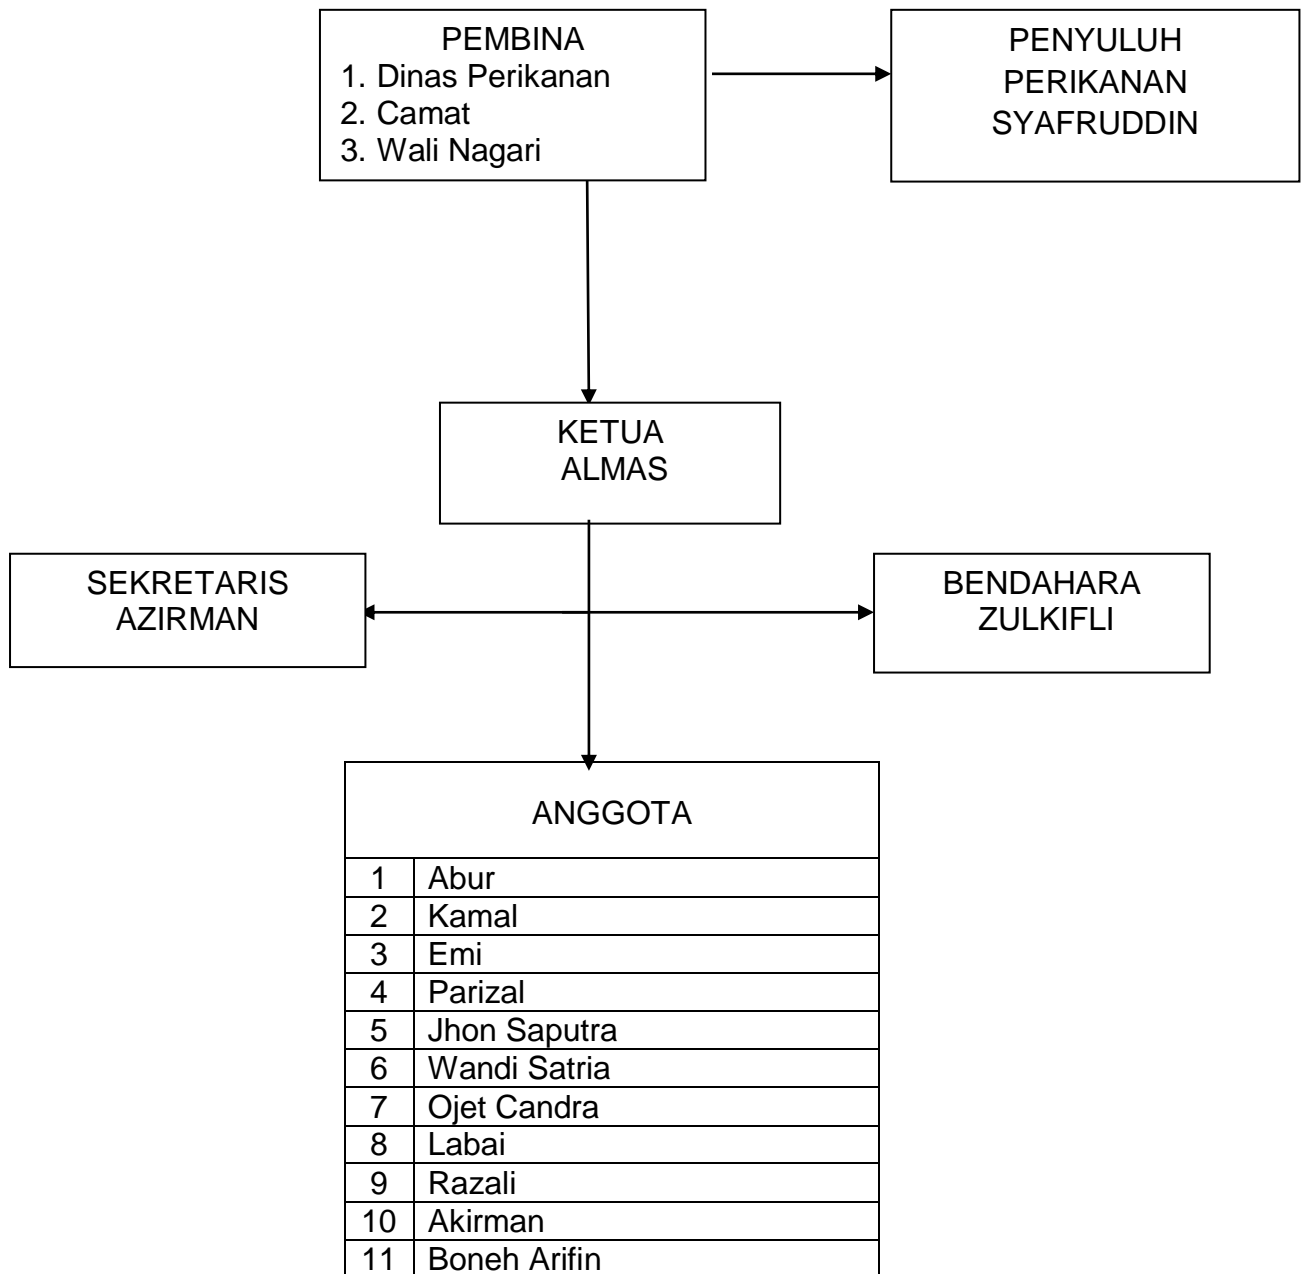 PEMBINA
1. Dinas Perikanan
2. Camat
3. Wali Nagari
PENYULUH
PERIKANAN
SYAFRUDDIN
KETUA
ALMAS
SEKRETARIS
AZIRMAN
BENDAHARA
ZULKIFLI
ANGGOTA
1 Abur
2 Kamal
3 Emi
4 Parizal
5 Jhon Saputra
6 Wandi Satria
7 Ojet Candra
8 Labai
9 Razali
10 Akirman
11 Boneh Arifin